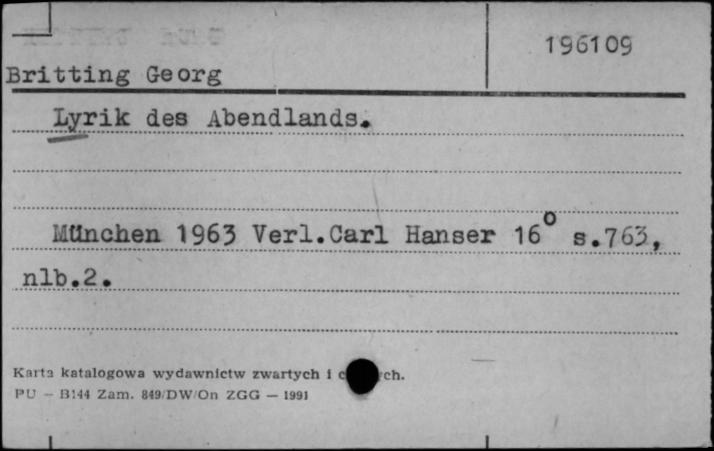 196109
Britting Georg
Lyrik des Abendlands.
München 1963 Verl.Carl Hanser 16° s.763,
nlb.2.
Karta katalogowa wydawnictw zwartych i
PU — B144 Zam. 849/DW/On ZGG — 1991